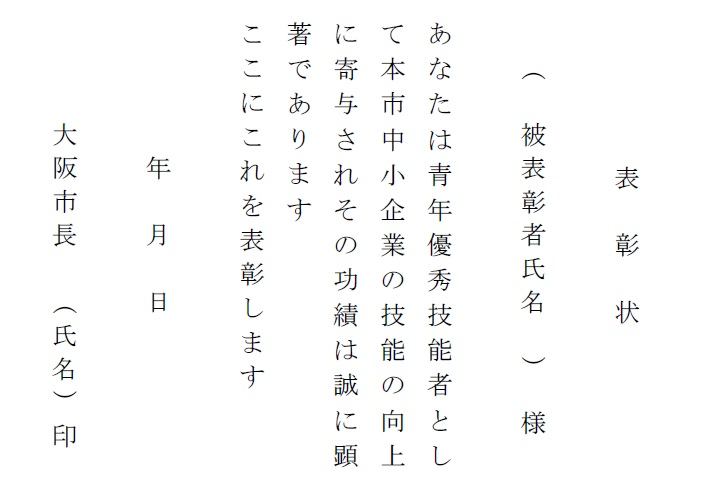 表彰状
（被表彰者氏名）様
あなたは青年優秀技能者とし
て本市中小企業の技能の向上
に寄与されその功績は誠に顕
著であります
ここにこれを表彰します
年月日
大阪市長（氏名）印